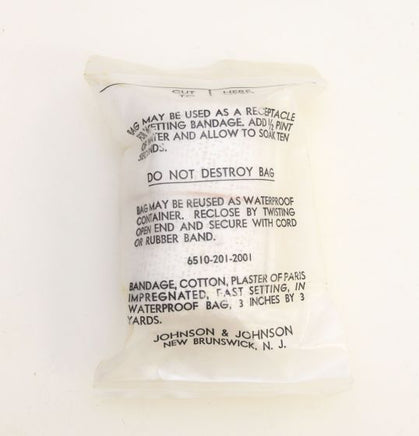 CUT HERE
TO
BAG MAY BE USED AS A RECEPTACLE
FOR WETTING BANDAGE. ADD ½ PINT
OF WATER AND ALLOW TO SOAK TEN
SECONDS.
DO NOT DESTROY BAG
BAG MAY BE REUSED AS WATERPROOF
CONTAINER. RECLOSE BY TWISTING
OPEN END AND SECURE WITH CORD
OR RUBBER BAND.
6510-201-2001
BANDAGE, COTTON, PLASTER OF PARIS
IMPREGNATED, FAST SETTING, IN
WATERPROOF BAG, 3 INCHES BY 3
YARDS.
JOHNSON & JOHNSON
NEW BRUNSWICK, N. J.